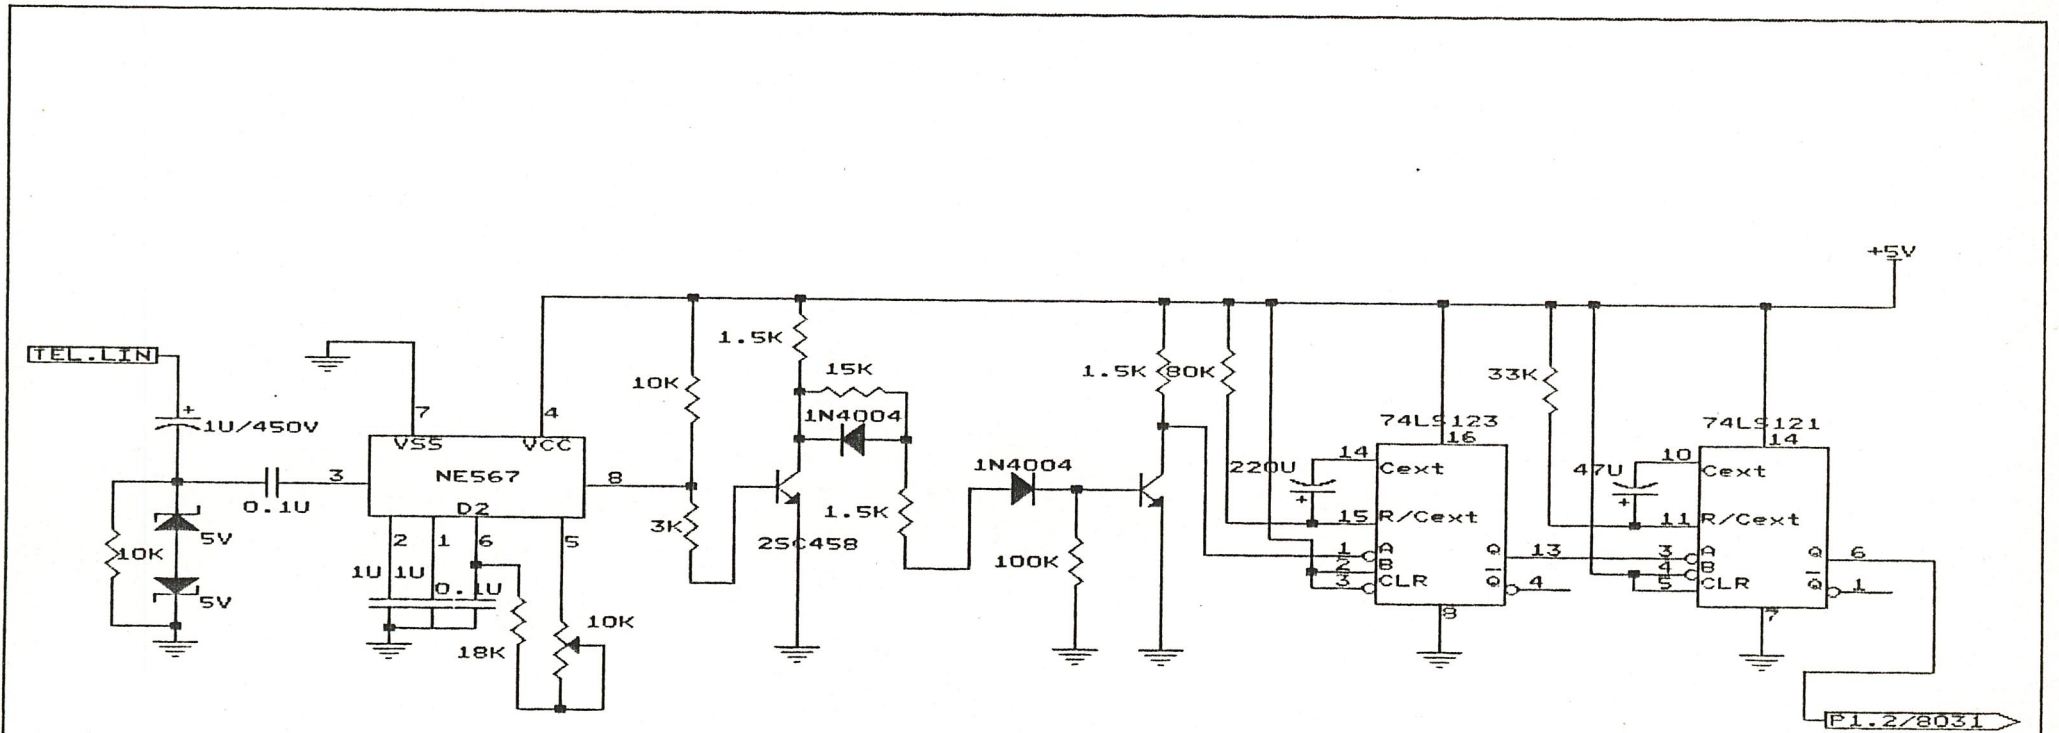 +5V
TEL.LIN
1U/450V
10K
5V
5V
0.1U
3
7
4
VSS
VCC
NE567
D2
8
2
1
6
5
1U
1U
0.1U
18K
10K
10K
3K
1.5K
15K
1N4004
2SC458
1.5K
1N4004
100K
1.5K
80K
220U
74LS123
16
14
Cext
15
R/Cext
1
A
2
B
3
CLR
Q
13
Q
4
8
33K
47U
74LS121
14
10
Cext
11
R/Cext
3
A
4
B
5
CLR
Q
6
Q
1
7
P1.2/8031